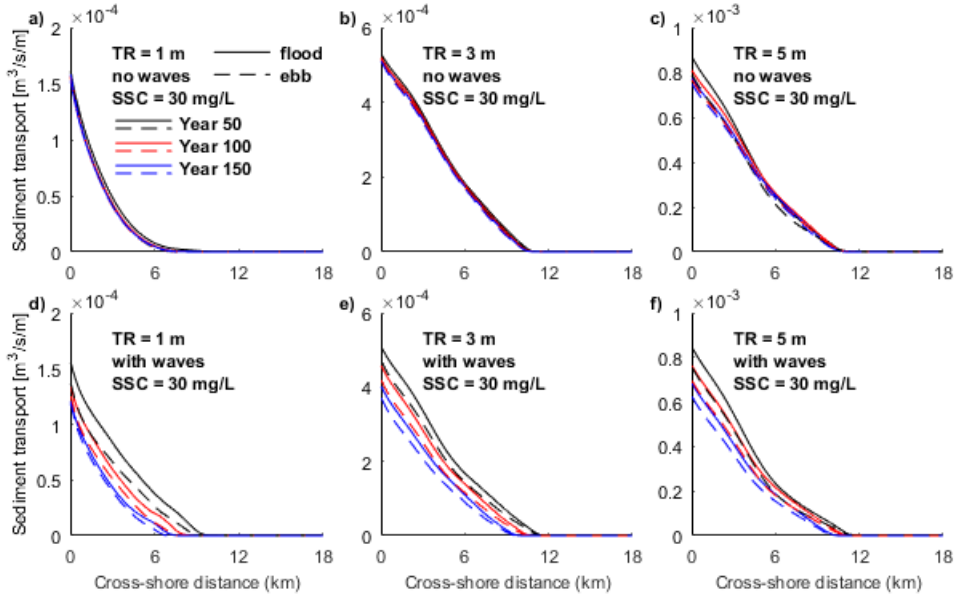 a)
×10⁻⁴
2
1.5
1
0.5
0
0
6
12
18
Sediment transport [m³/s/m]
TR = 1 m
no waves
SSC = 30 mg/L
flood
ebb
Year 50
Year 100
Year 150
b)
×10⁻⁴
6
4
2
0
0
6
12
18
TR = 3 m
no waves
SSC = 30 mg/L
c)
×10⁻³
1
0.8
0.6
0.4
0.2
0
0
6
12
18
TR = 5 m
no waves
SSC = 30 mg/L
d)
×10⁻⁴
2
1.5
1
0.5
0
0
6
12
18
Sediment transport [m³/s/m]
Cross-shore distance (km)
TR = 1 m
with waves
SSC = 30 mg/L
e)
×10⁻⁴
6
4
2
0
0
6
12
18
Cross-shore distance (km)
TR = 3 m
with waves
SSC = 30 mg/L
f)
×10⁻³
1
0.8
0.6
0.4
0.2
0
0
6
12
18
Cross-shore distance (km)
TR = 5 m
with waves
SSC = 30 mg/L